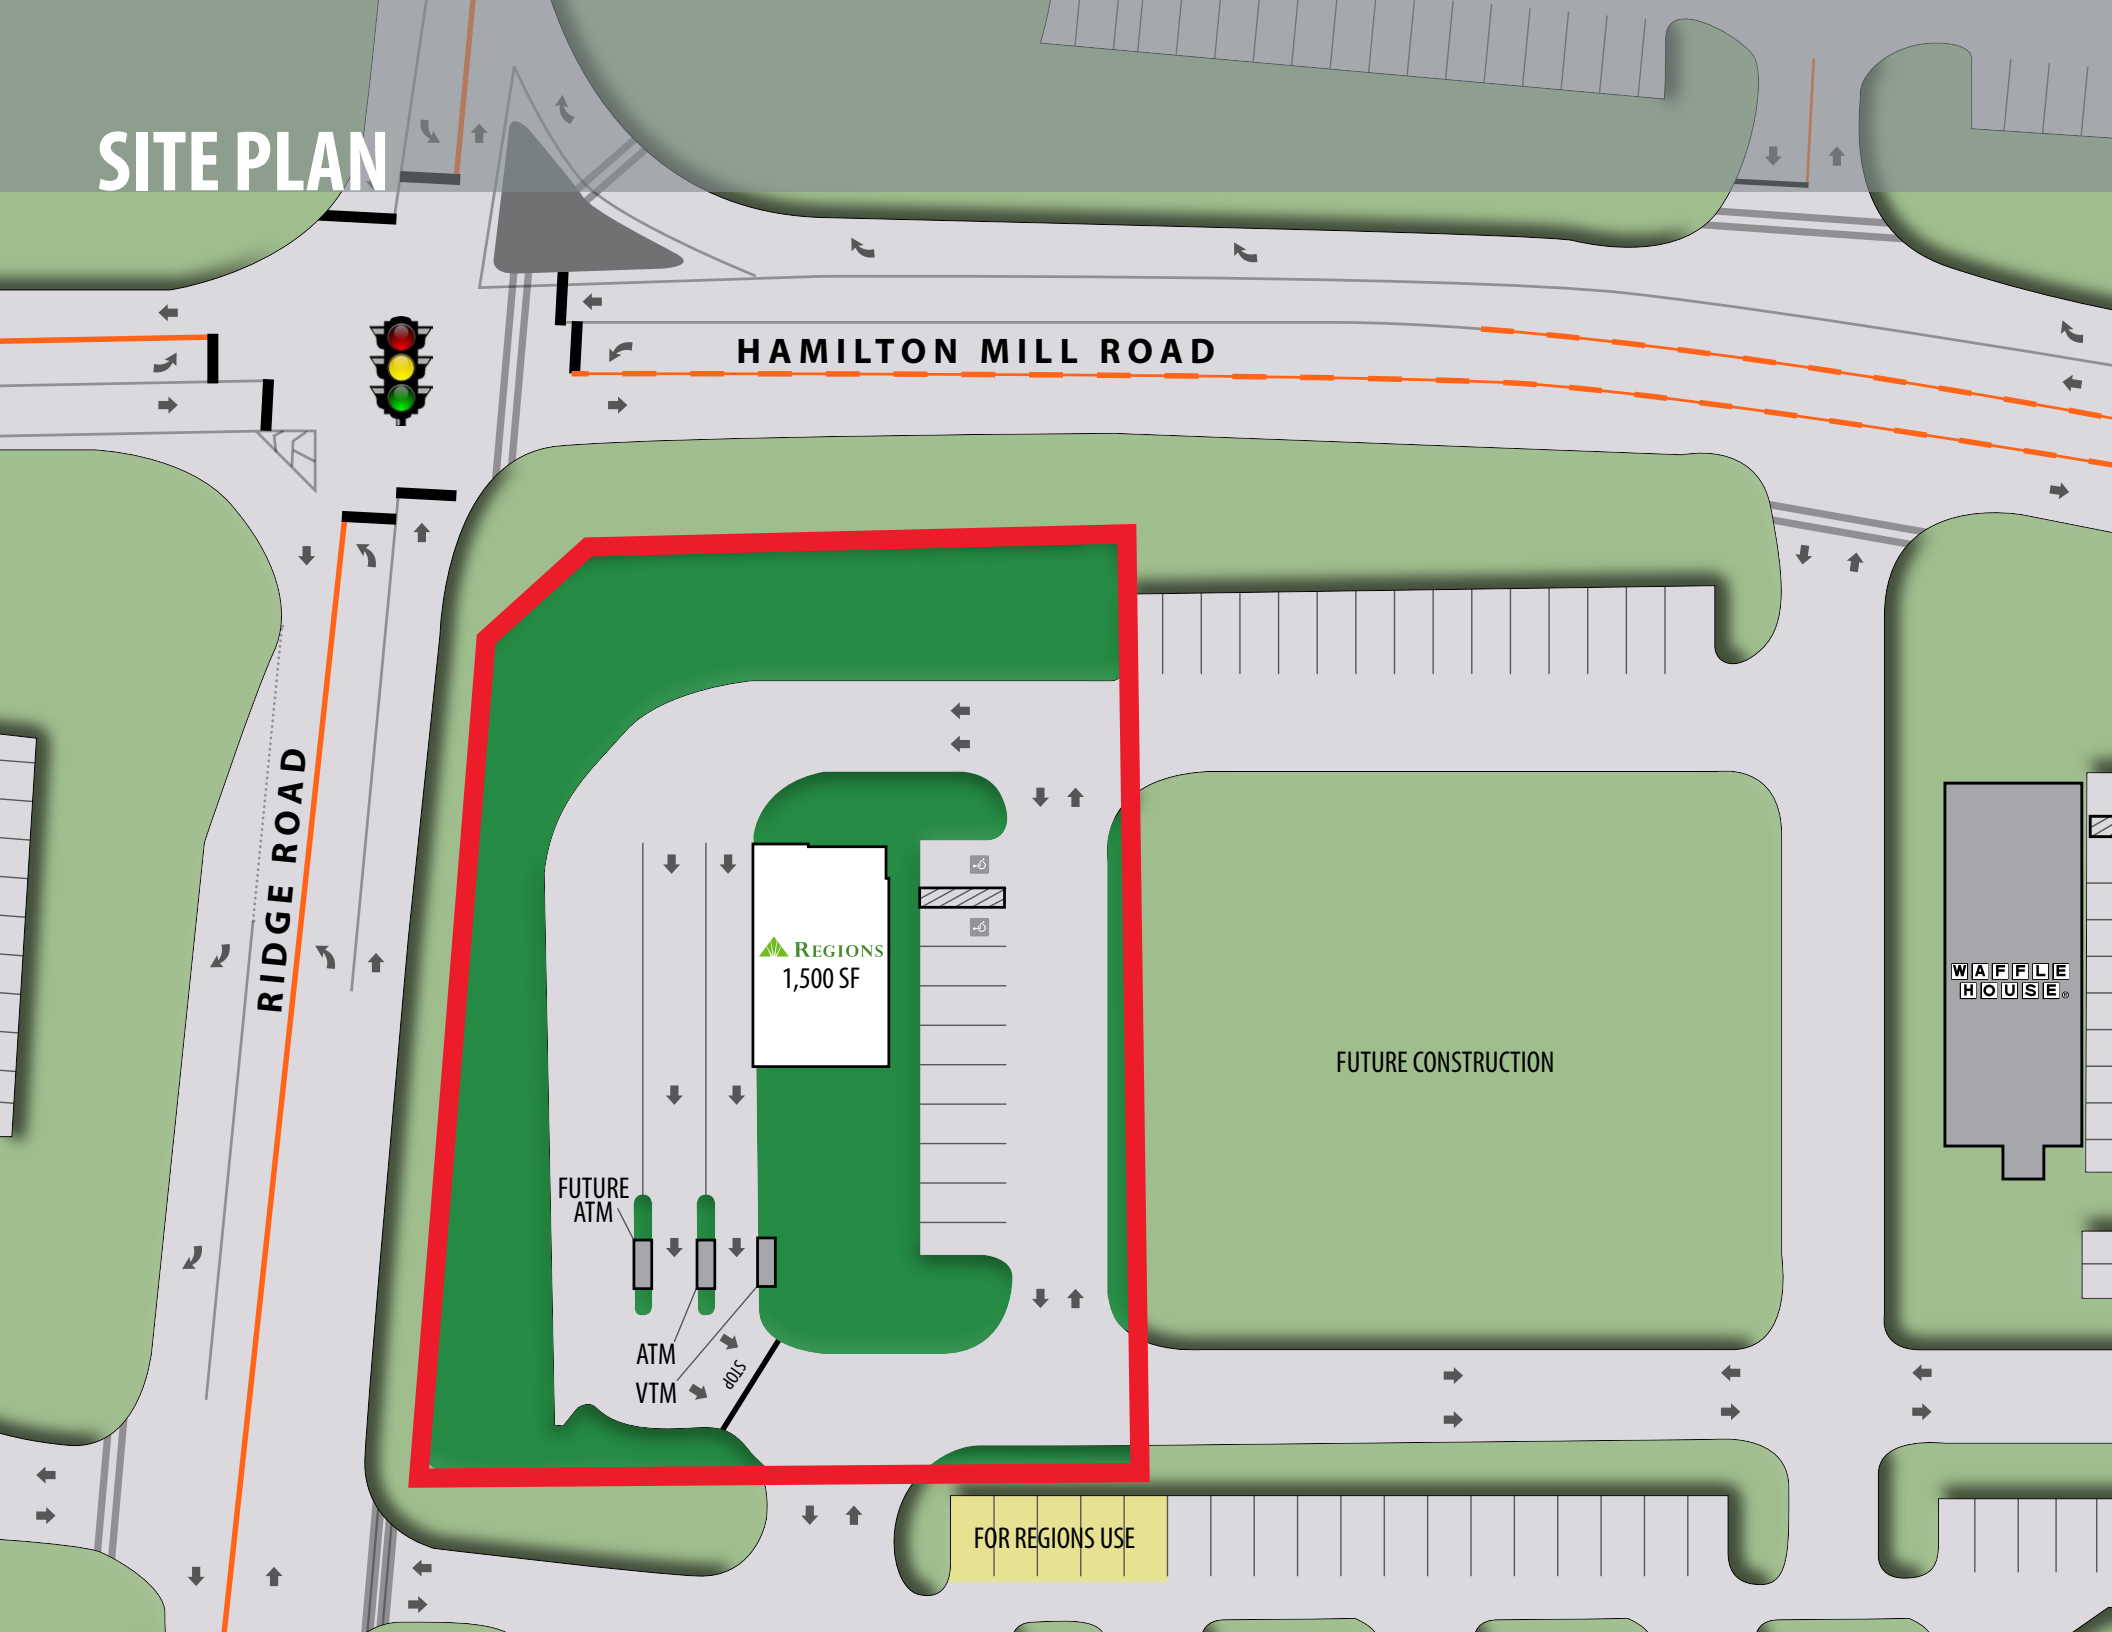 SITE PLAN
HAMILTON MILL ROAD
RIDGE ROAD
REGIONS
1,500 SF
WAFFLE
HOUSE®
FUTURE CONSTRUCTION
FUTURE
ATM
ATM
VTM
STOP
FOR REGIONS USE